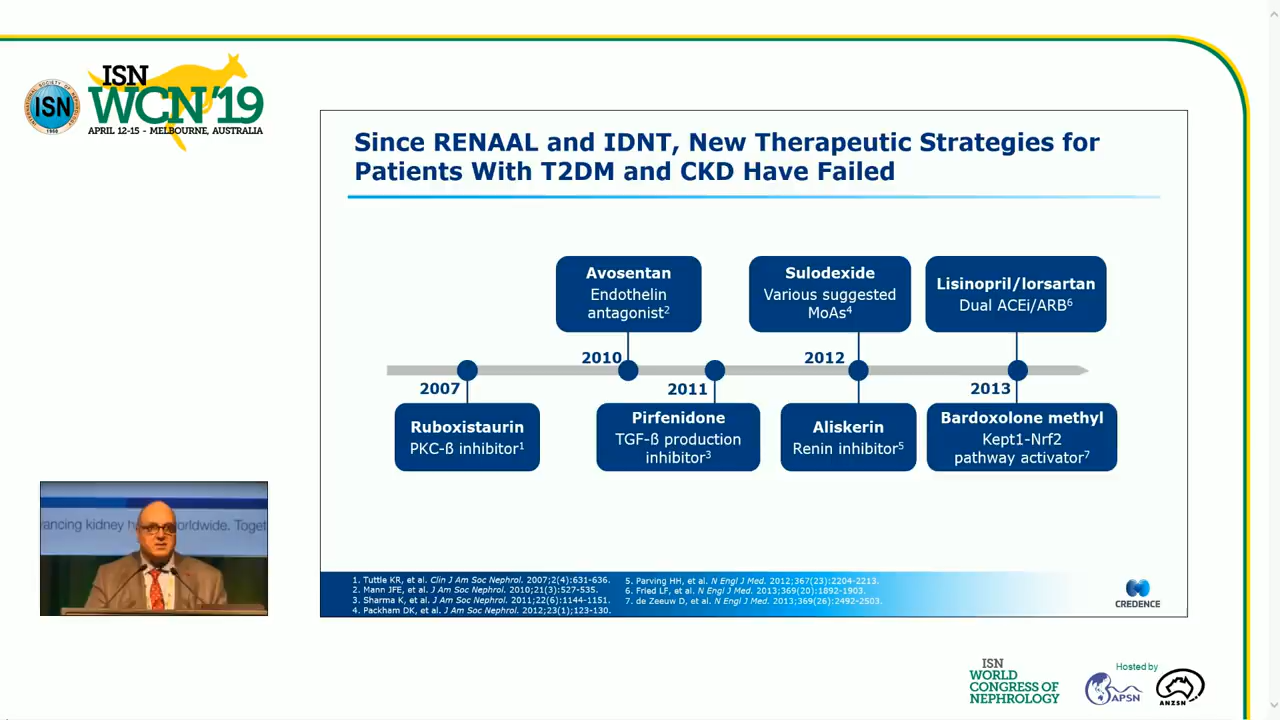 ISN
WCN'19
APRIL 12-15 - MELBOURNE, AUSTRALIA
ISN
Since RENAAL and IDNT, New Therapeutic Strategies for
Patients With T2DM and CKD Have Failed
Avosentan
Endothelin
antagonist2
Sulodexide
Various suggested
MoAs4
Lisinopril/lorsartan
Dual ACEi/ARB6
2010
2012
2007
2011
2013
Ruboxistaurin
PKC-ß inhibitor1
Pirfenidone
TGF-ß production
inhibitor3
Aliskerin
Renin inhibitor5
Bardoxolone methyl
Kept1-Nrf2
pathway activator7
ancing kidney h orldwide. Toget
1. Tuttle KR, et al. Clin J Am Soc Nephrol. 2007;2(4):631-636.
2. Mann JFE, et al. J Am Soc Nephrol. 2010;21(3):527-535.
3. Sharma K, et al. J Am Soc Nephrol. 2011;22(6):1144-1151.
4. Packham DK, et al. J Am Soc Nephrol. 2012;23(1);123-130.
5. Parving HH, et al. N Engl J Med. 2012;367(23):2204-2213.
6. Fried LF, et al. N Engl J Med. 2013;369(20):1892-1903.
7. de Zeeuw D, et al. N Engl J Med. 2013;369(26):2492-2503.
CREDENCE
ISN
WORLD
CONGRESS OF
NEPHROLOGY
Hosted by
APSN
ANZSN